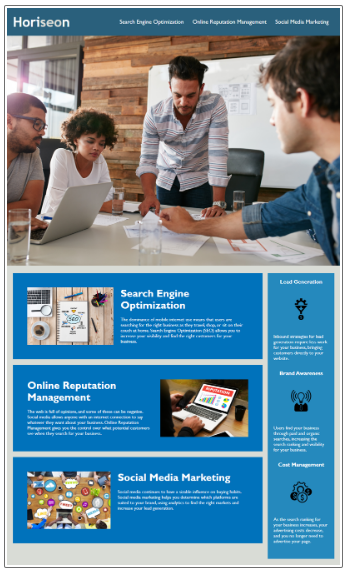 Horiseon
Search Engine Optimization
Online Reputation Management
Social Media Marketing
Search Engine
Optimization
The dominance of mobile internet use means that users are
searching for the right business as they travel, shop, or sit on their
couch at home. Search Engine Optimization (SEO) allows you to
increase your visibility and find the right customers for your
business.
Online Reputation
Management
The web is full of opinions, and some of these can be negative.
Social media allows anyone with an internet connection to say
whatever they want about your business. Online Reputation
Management gives you the control over what potential customers
see when they search for your business.
Social Media Marketing
Social media continues to have a sizable influence on buying habits.
Social media marketing helps you determine which platforms are
suited to your brand, using analytics to find the right markets and
increase your lead generation.
Lead Generation
Inbound strategies for lead
generation require less work
for your business, bringing
customers directly to your
website.
Brand Awareness
Users find your business
through paid and organic
searches, increasing the
search ranking and visibility
for your business.
Cost Management
As the search ranking for
your business increases, your
advertising costs decrease,
and you no longer need to
advertise your page.